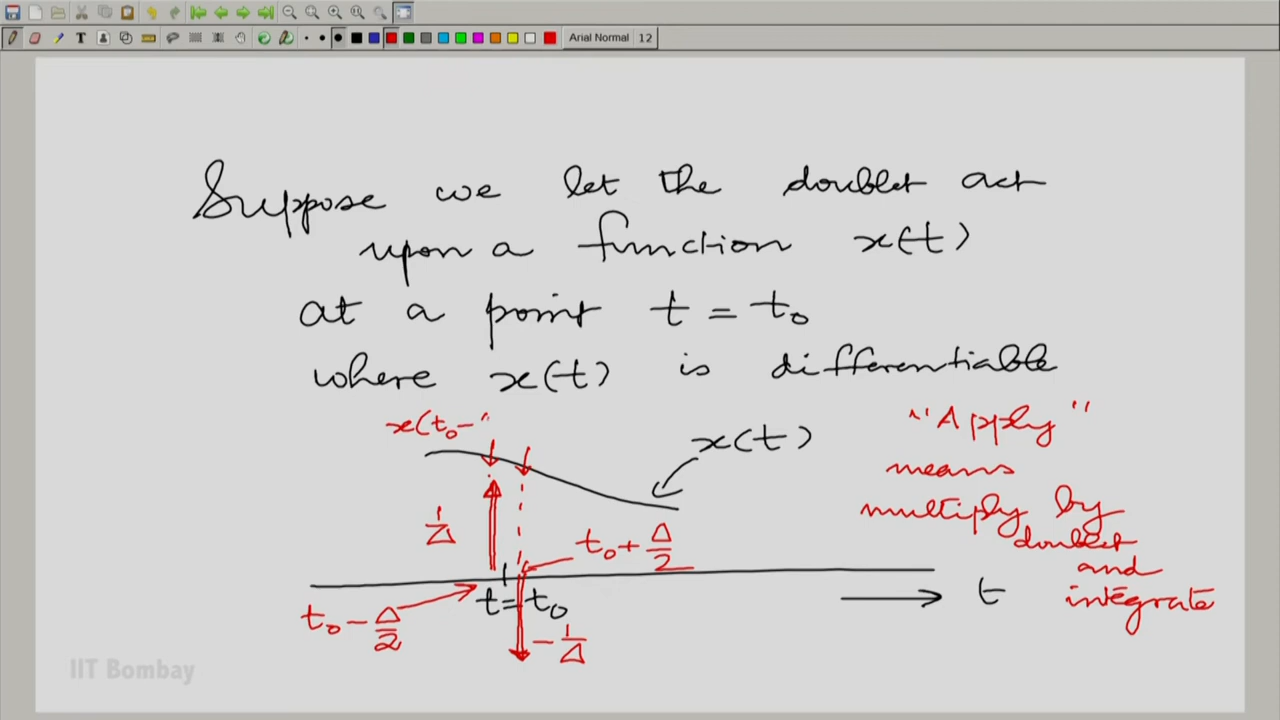 Arial Normal 12
Suppose we let the doublet act
upon a function x(t)
at a point t = t₀
where x(t) is differentiable
x(t₀-
x(t)
"Apply"
means
multiply by
doublet
and
integrate
1/Δ
t₀ + Δ/2
t = t₀
t₀ - Δ/2
-1/Δ
t
IIT Bombay